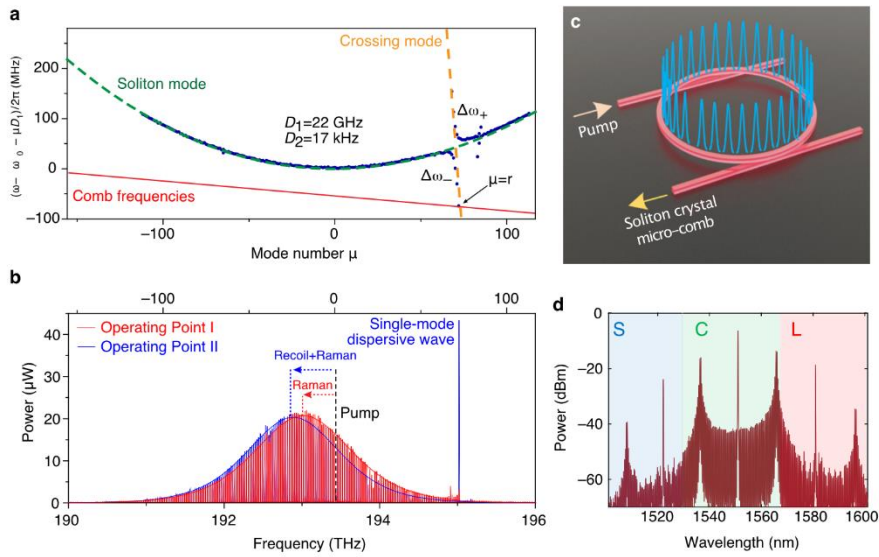 a
(ω- ω₀ - μD₁)/2π (MHz)
200
100
0
−100
Crossing mode
Soliton mode
D₁=22 GHz
D₂=17 kHz
Δω₊
Δω₋
μ=r
Comb frequencies
−100
0
100
Mode number μ
b
−100
0
100
Operating Point I
Operating Point II
Single-mode
dispersive wave
Recoil+Raman
Raman
Pump
Power (μW)
45
40
30
20
10
0
190
192
194
196
Frequency (THz)
c
Pump
Soliton crystal
micro-comb
d
S
C
L
Power (dBm)
0
−20
−40
−60
1520
1540
1560
1580
1600
Wavelength (nm)